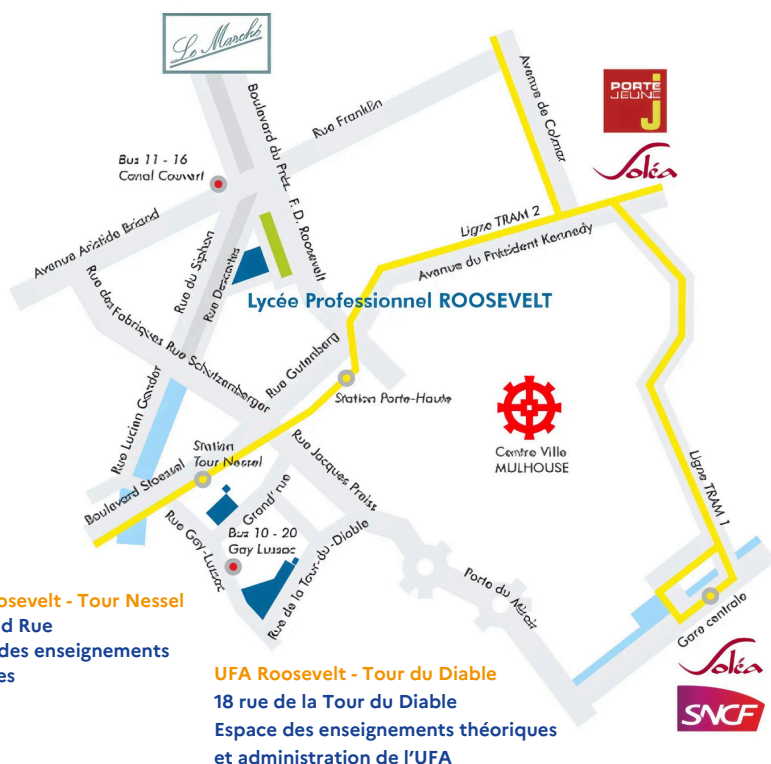 Le Marché
Boulevard du Prés. F. D. Roosevelt
Rue Franklin
Avenue de Colmar
PORTE
JEUNE
j
Soléa
Bus 11 - 16
Canal Couvert
Avenue Aristide Briand
Rue du Siphon
Rue Descartes
Ligne TRAM 2
Avenue du Président Kennedy
Lycée Professionnel ROOSEVELT
Rue des Fabriques
Rue Schutzenberger
Rue Gutenberg
Station Porte-Haute
Centre Ville
MULHOUSE
Rue Lucian Gander
Station
Tour Nessel
Boulevard Stoessel
Grand' rue
Rue Jacques Preiss
Ligne TRAM 1
Rue Gay-Lussac
Bus 10 - 20
Gay Lussac
Rue de la Tour-du-Diable
Porte du Miroir
Gare centrale
Soléa
SNCF
osevelt - Tour Nessel
d Rue
des enseignements
es
UFA Roosevelt - Tour du Diable
18 rue de la Tour du Diable
Espace des enseignements théoriques
et administration de l'UFA